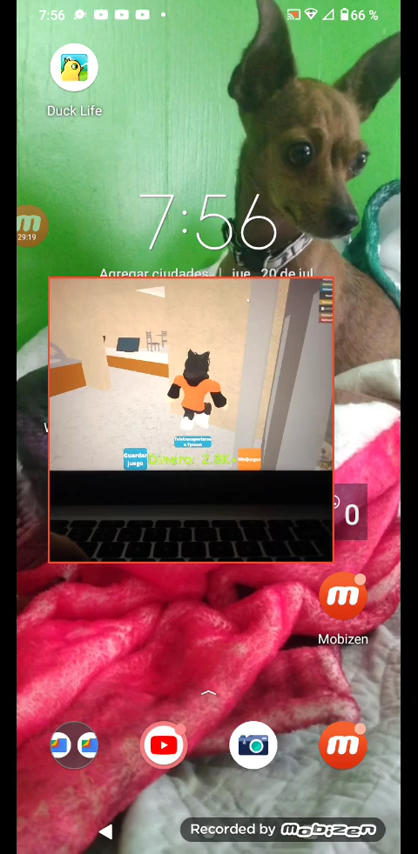 7:56
66 %
Duck Life
29:19
7:56
Agregar ciudades | jue. 20 de jul.
Teletransportarse
a Tycoon
Guardar
juego
Dinero: 2.8K+
0
Mobizen
Recorded by mobizen